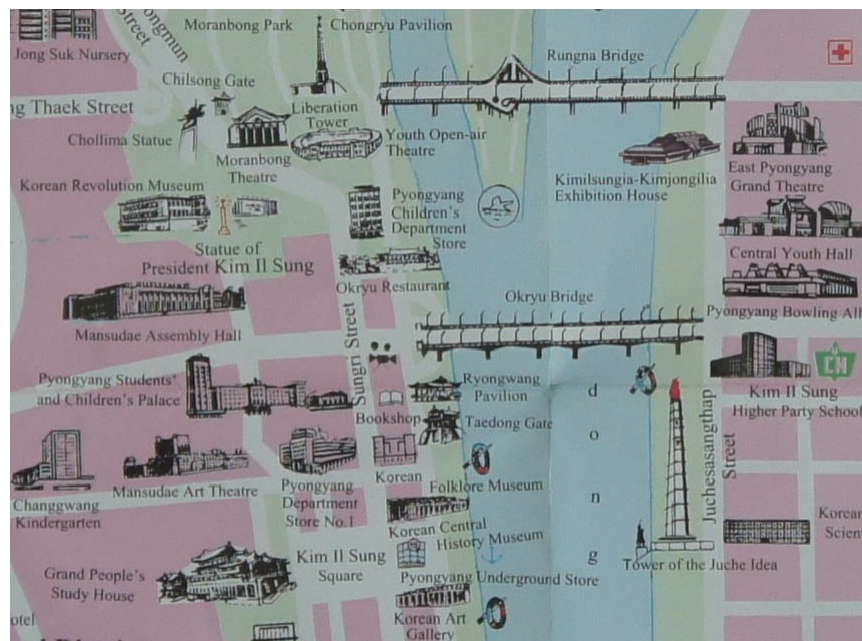 Moranbong Park
Chongryu Pavilion
Jong Suk Nursery
Street
Rungna Bridge
Chilsong Gate
Thaek Street
Liberation
Tower
Chollima Statue
Moranbong
Theatre
Youth Open-air
Theatre
East Pyongyang
Grand Theatre
Kimilsungia-Kimjongilia
Exhibition House
Korean Revolution Museum
Pyongyang
Children's
Department
Store
Statue of
President Kim Il Sung
Central Youth Hall
Okryu Restaurant
Okryu Bridge
Pyongyang Bowling All
Mansudae Assembly Hall
Sungri Street
Pyongyang Students'
and Children's Palace
Ryongwang
Pavilion
CH
Kim Il Sung
Higher Party School
Bookshop
Taedong Gate
d
o
n
g
Juchesasangthap
Street
Changgwang
Kindergarten
Mansudae Art Theatre
Pyongyang
Department
Store No.1
Korean
Folklore Museum
Korean Central
History Museum
Korean
Scien
Kim Il Sung
Square
Grand People's
Study House
Pyongyang Underground Store
Tower of the Juche Idea
Korean Art
Gallery
otel